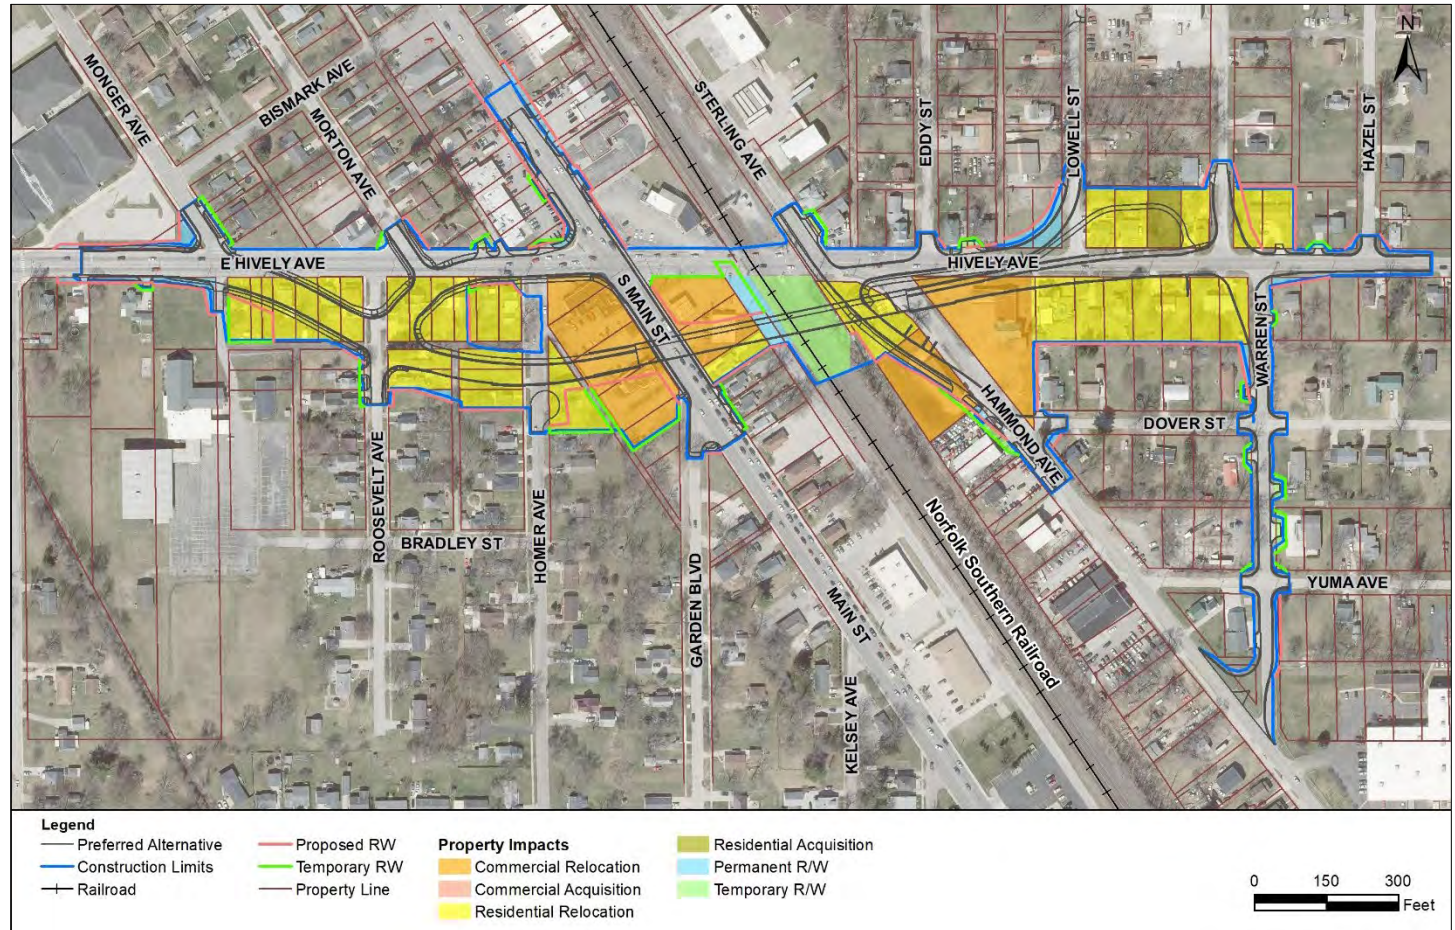 N
MONGER AVE
BISMARK AVE
MORTON AVE
STERLING AVE
EDDY ST
LOWELL ST
HAZEL ST
E HIVELY AVE
HIVELY AVE
S MAIN ST
WARREN ST
HAMMOND AVE
DOVER ST
ROOSEVELT AVE
BRADLEY ST
HOMER AVE
GARDEN BLVD
MAIN ST
KELSEY AVE
Norfolk Southern Railroad
YUMA AVE
Legend
Preferred Alternative
Construction Limits
Railroad
Proposed RW
Temporary RW
Property Line
Property Impacts
Commercial Relocation
Commercial Acquisition
Residential Relocation
Residential Acquisition
Permanent R/W
Temporary R/W
0 150 300
Feet